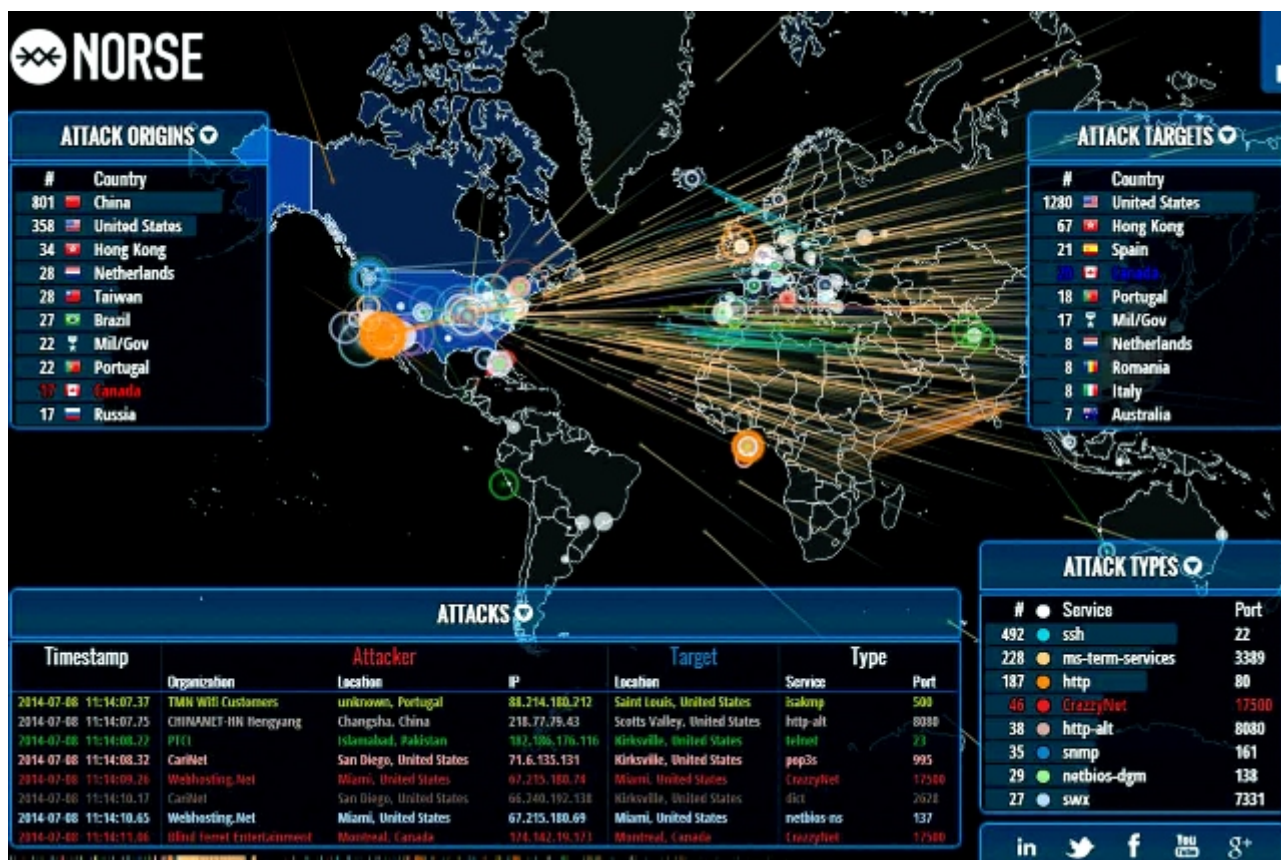 NORSE
ATTACK ORIGINS
# Country
801 China
358 United States
34 Hong Kong
28 Netherlands
28 Taiwan
27 Brazil
22 Mil/Gov
22 Portugal
17 Canada
17 Russia
ATTACK TARGETS
# Country
1280 United States
67 Hong Kong
21 Spain
Canada
18 Portugal
17 Mil/Gov
8 Netherlands
8 Romania
8 Italy
7 Australia
ATTACKS
Timestamp Attacker Target Type
Organization Location IP Location Service Port
2014-07-08 11:14:07.37 TMN Wifi Customers unknown, Portugal 88.214.180.212 Saint Louis, United States isakmp 500
2014-07-08 11:14:07.75 CHINANET-HN Hengyang Changsha, China 218.77.79.43 Scotts Valley, United States http-alt 8080
2014-07-08 11:14:08.22 PTCL Islamabad, Pakistan 182.186.176.116 Kirksville, United States telnet 23
2014-07-08 11:14:08.32 CariNet San Diego, United States 71.6.135.131 Kirksville, United States pop3s 995
2014-07-08 11:14:09.26 Webhosting.Net Miami, United States 67.215.180.74 Miami, United States CrazzyNet 17500
2014-07-08 11:14:10.17 CariNet San Diego, United States 66.240.192.138 Kirksville, United States dict 2628
2014-07-08 11:14:10.65 Webhosting.Net Miami, United States 67.215.180.69 Miami, United States netbios-ns 137
2014-07-08 11:14:11.06 Blind Ferret Entertainment Montreal, Canada 174.142.19.173 Montreal, Canada CrazzyNet 17500
ATTACK TYPES
# Service Port
492 ssh 22
228 ms-term-services 3389
187 http 80
46 CrazzyNet 17500
38 http-alt 8080
35 snmp 161
29 netbios-dgm 138
27 swx 7331
in f You Tube g+